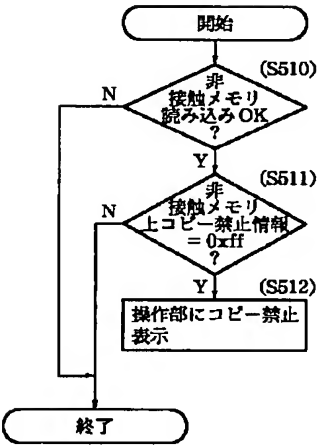 開始
(S510)
非
接触メモリ
読み込みOK
?
N
Y
(S511)
非
接触メモリ
上コピー禁止情報
= 0xff
?
N
Y
(S512)
操作部にコピー禁止
表示
終了